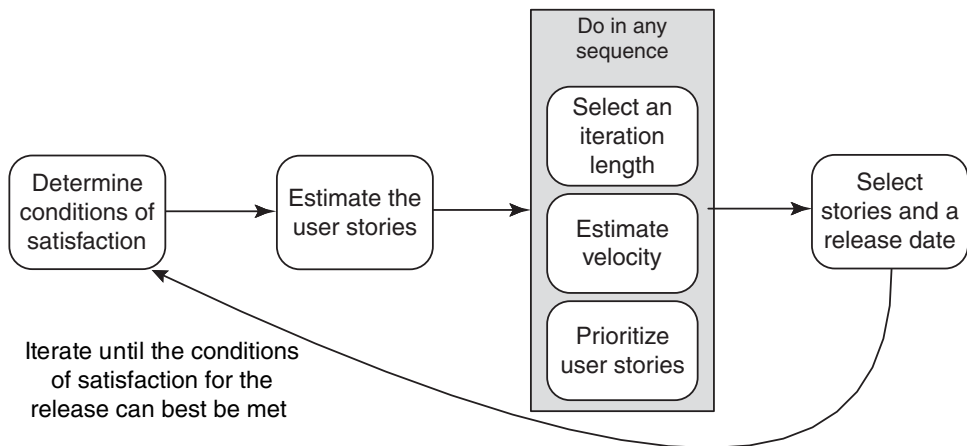 Do in any
sequence
Select an
iteration
length
Determine
conditions of
satisfaction
Estimate the
user stories
Estimate
velocity
Select
stories and a
release date
Prioritize
user stories
Iterate until the conditions
of satisfaction for the
release can best be met